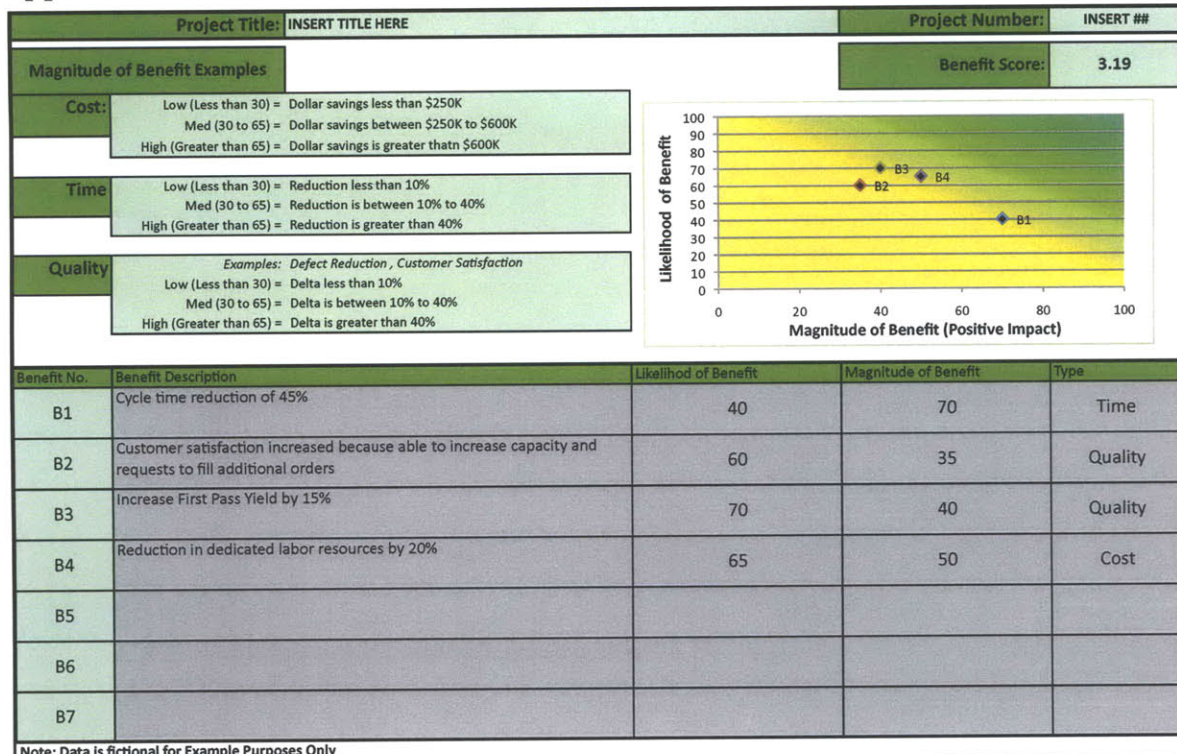 Project Title: INSERT TITLE HERE Project Number: INSERT ##
Magnitude of Benefit Examples Benefit Score: 3.19
Cost: Low (Less than 30) = Dollar savings less than $250K
Med (30 to 65) = Dollar savings between $250K to $600K
High (Greater than 65) = Dollar savings is greater thatn $600K
Time Low (Less than 30) = Reduction less than 10%
Med (30 to 65) = Reduction is between 10% to 40%
High (Greater than 65) = Reduction is greater than 40%
Quality Examples: Defect Reduction , Customer Satisfaction
Low (Less than 30) = Delta less than 10%
Med (30 to 65) = Delta is between 10% to 40%
High (Greater than 65) = Delta is greater than 40%
Likelihood of Benefit
100
90
80
70
60
50
40
30
20
10
0
B3
B4
B2
B1
0 20 40 60 80 100
Magnitude of Benefit (Positive Impact)
Benefit No. Benefit Description Likelihod of Benefit Magnitude of Benefit Type
B1 Cycle time reduction of 45% 40 70 Time
B2 Customer satisfaction increased because able to increase capacity and
requests to fill additional orders 60 35 Quality
B3 Increase First Pass Yield by 15% 70 40 Quality
B4 Reduction in dedicated labor resources by 20% 65 50 Cost
B5
B6
B7
Note: Data is fictional for Example Purposes Only